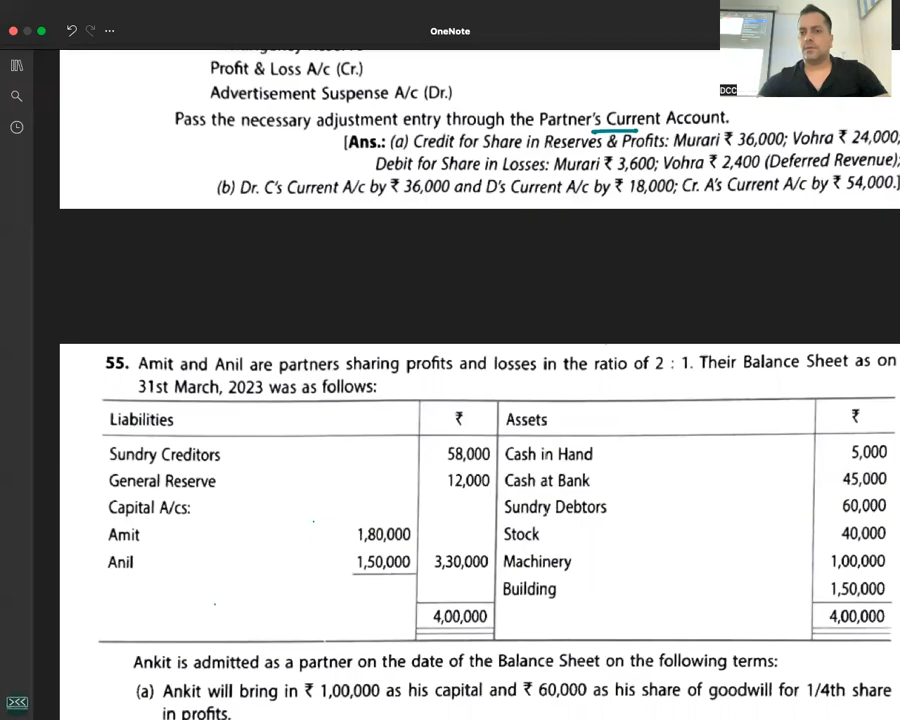 OneNote
DCC
Profit & Loss A/c (Cr.)
Advertisement Suspense A/c (Dr.)
Pass the necessary adjustment entry through the Partner's Current Account.
[Ans.: (a) Credit for Share in Reserves & Profits: Murari ₹ 36,000; Vohra ₹ 24,000;
Debit for Share in Losses: Murari ₹ 3,600; Vohra ₹ 2,400 (Deferred Revenue);
(b) Dr. C's Current A/c by ₹ 36,000 and D's Current A/c by ₹ 18,000; Cr. A's Current A/c by ₹ 54,000.]
55. Amit and Anil are partners sharing profits and losses in the ratio of 2 : 1. Their Balance Sheet as on
31st March, 2023 was as follows:
Liabilities ₹ Assets ₹
Sundry Creditors 58,000 Cash in Hand 5,000
General Reserve 12,000 Cash at Bank 45,000
Capital A/cs: Sundry Debtors 60,000
Amit 1,80,000 Stock 40,000
Anil 1,50,000 3,30,000 Machinery 1,00,000
Building 1,50,000
4,00,000 4,00,000
Ankit is admitted as a partner on the date of the Balance Sheet on the following terms:
(a) Ankit will bring in ₹ 1,00,000 as his capital and ₹ 60,000 as his share of goodwill for 1/4th share
in profits.